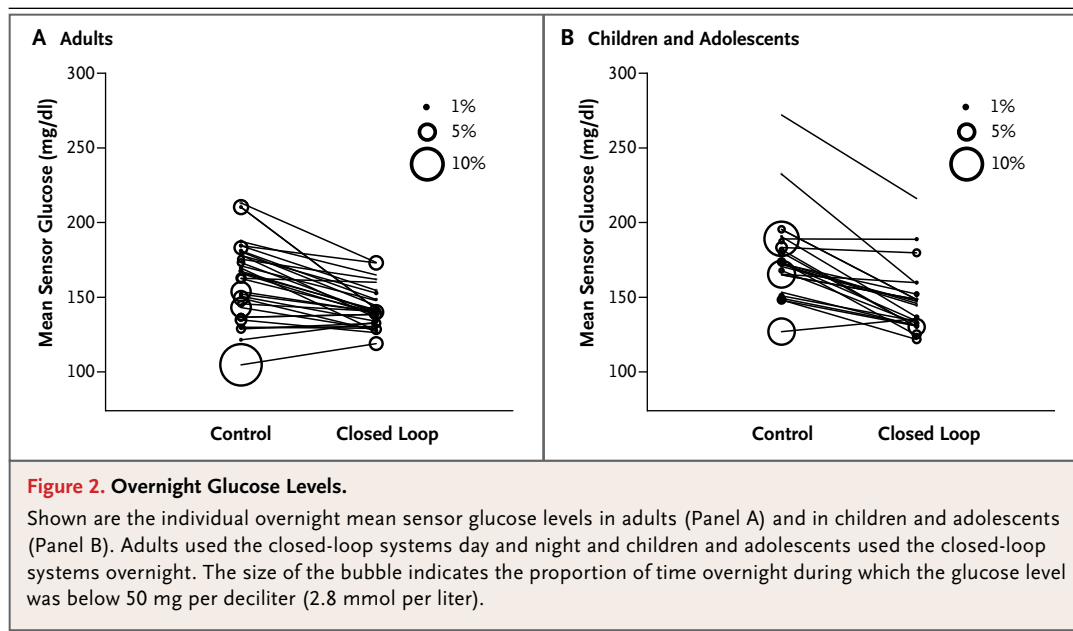 A Adults
300
250
200
150
100
Mean Sensor Glucose (mg/dl)
1%
5%
10%
Control
Closed Loop
B Children and Adolescents
300
250
200
150
100
Mean Sensor Glucose (mg/dl)
1%
5%
10%
Control
Closed Loop
Figure 2. Overnight Glucose Levels.
Shown are the individual overnight mean sensor glucose levels in adults (Panel A) and in children and adolescents
(Panel B). Adults used the closed-loop systems day and night and children and adolescents used the closed-loop
systems overnight. The size of the bubble indicates the proportion of time overnight during which the glucose level
was below 50 mg per deciliter (2.8 mmol per liter).